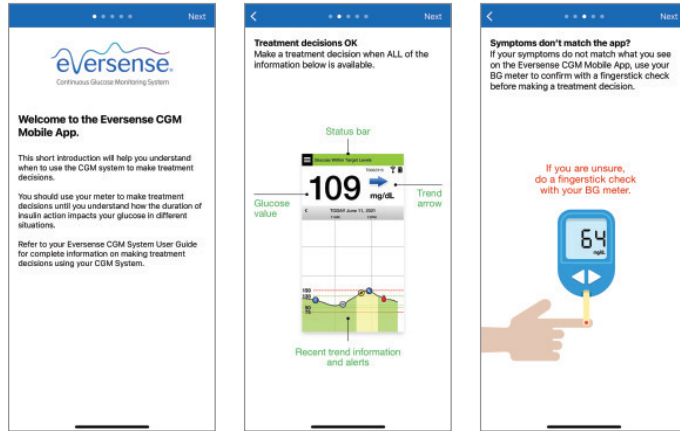 Next
eversense.
Continuous Glucose Monitoring System
Welcome to the Eversense CGM
Mobile App.
This short introduction will help you understand
when to use the CGM system to make treatment
decisions.
You should use your meter to make treatment
decisions until you understand how the duration of
insulin action impacts your glucose in different
situations.
Refer to your Eversense CGM System User Guide
for complete information on making treatment
decisions using your CGM System.
Next
Treatment decisions OK
Make a treatment decision when ALL of the
information below is available.
Status bar
Glucose Within Target Levels
109
mg/dL
Glucose
value
Trend
arrow
TODAY June 11, 2021
Recent trend information
and alerts
Next
Symptoms don't match the app?
If your symptoms do not match what you see
on the Eversense CGM Mobile App, use your
BG meter to confirm with a fingerstick check
before making a treatment decision.
If you are unsure,
do a fingerstick check
with your BG meter.
64
mg/dL